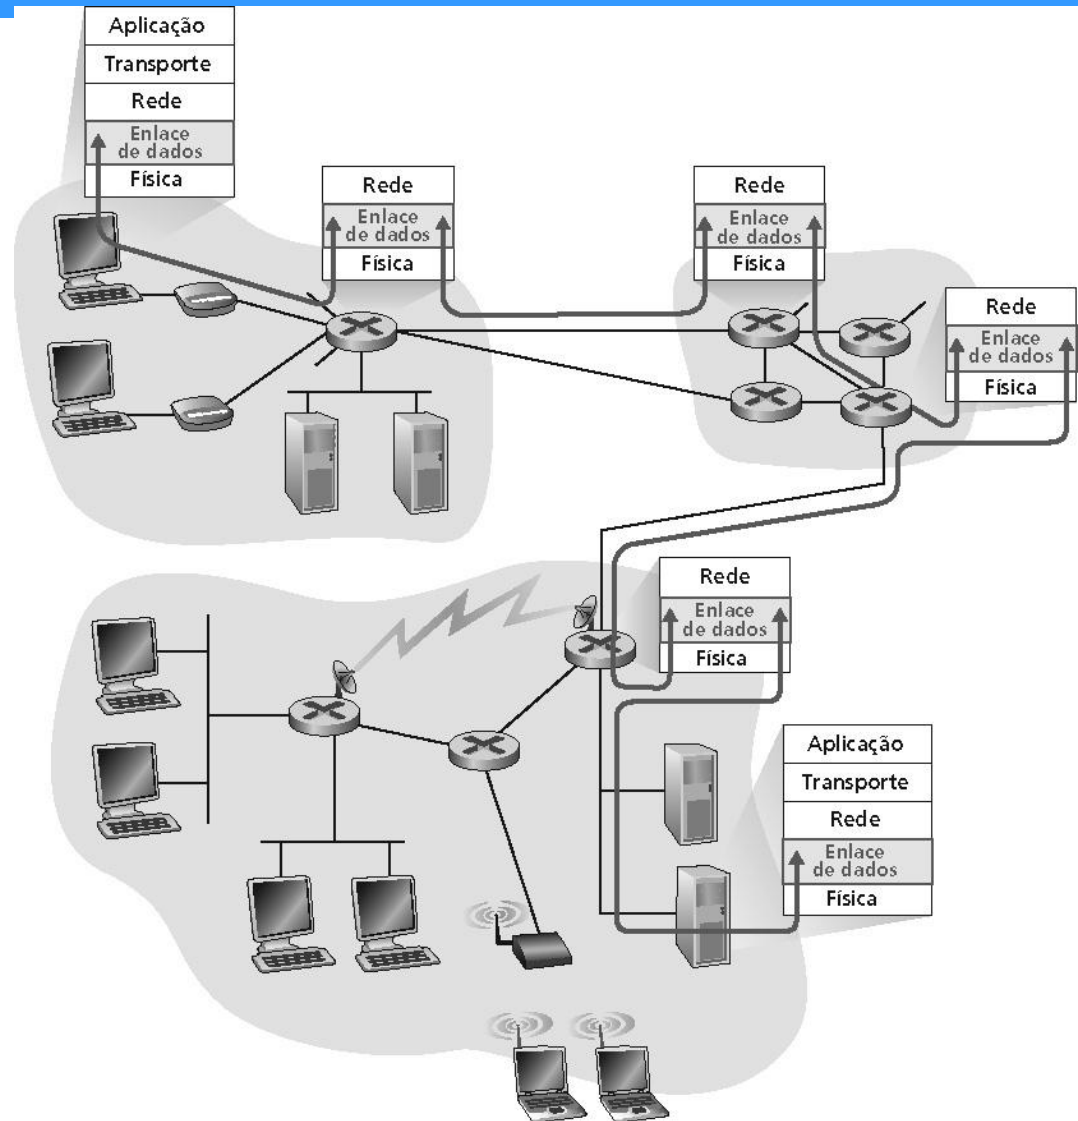 Aplicação
Transporte
Rede
Enlace
de dados
Física
Rede
Enlace
de dados
Física
Rede
Enlace
de dados
Física
Rede
Enlace
de dados
Física
Rede
Enlace
de dados
Física
Aplicação
Transporte
Rede
Enlace
de dados
Física